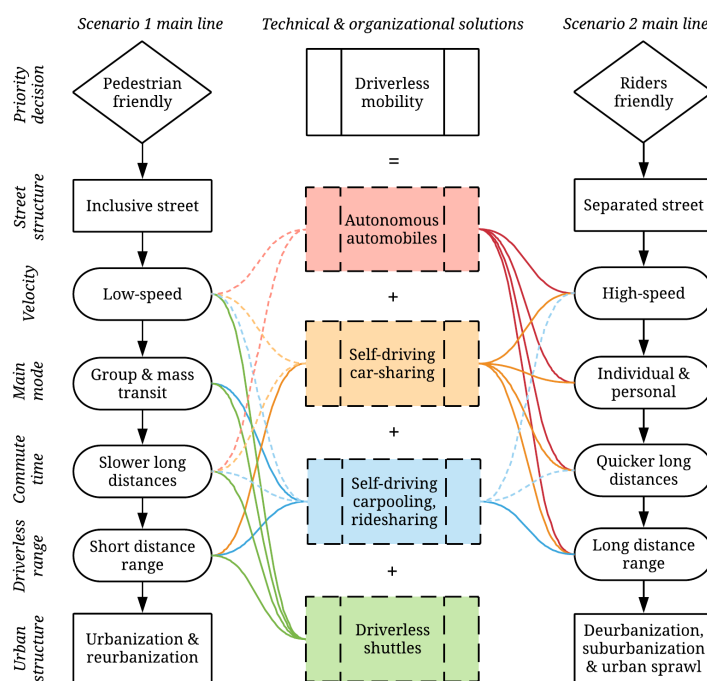 Scenario 1 main line
Technical & organizational solutions
Scenario 2 main line
Priority
decision
Pedestrian
friendly
Driverless
mobility
Riders
friendly
=
Street
structure
Inclusive street
Autonomous
automobiles
Separated street
Velocity
Low-speed
+
High-speed
Main
mode
Group & mass
transit
Self-driving
car-sharing
Individual &
personal
+
Commute
time
Slower long
distances
Self-driving
carpooling,
ridesharing
Quicker long
distances
Driverless
range
Short distance
range
+
Long distance
range
Urban
structure
Urbanization &
reurbanization
Driverless
shuttles
Deurbanization,
suburbanization
& urban sprawl